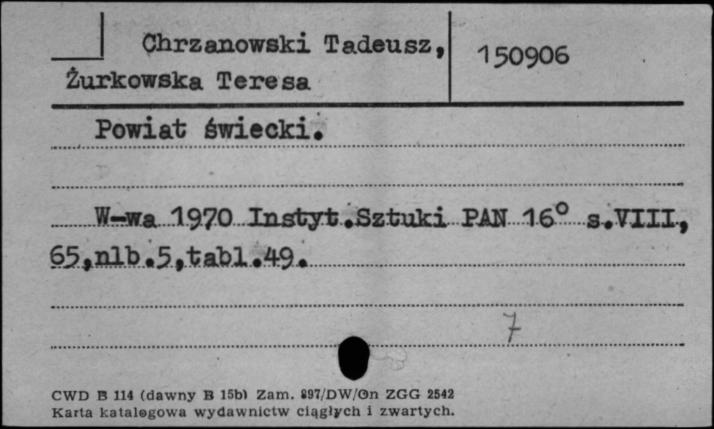 Chrzanowski Tadeusz, 150906
Żurkowska Teresa
Powiat świecki.
W-wa 1970 Instyt.Sztuki PAN 16° s.VIII,
65,nlb.5,tabl.49.
7
CWD B 114 (dawny B 15b) Zam. 897/DW/On ZGG 2542
Karta katalogowa wydawnictw ciągłych i zwartych.